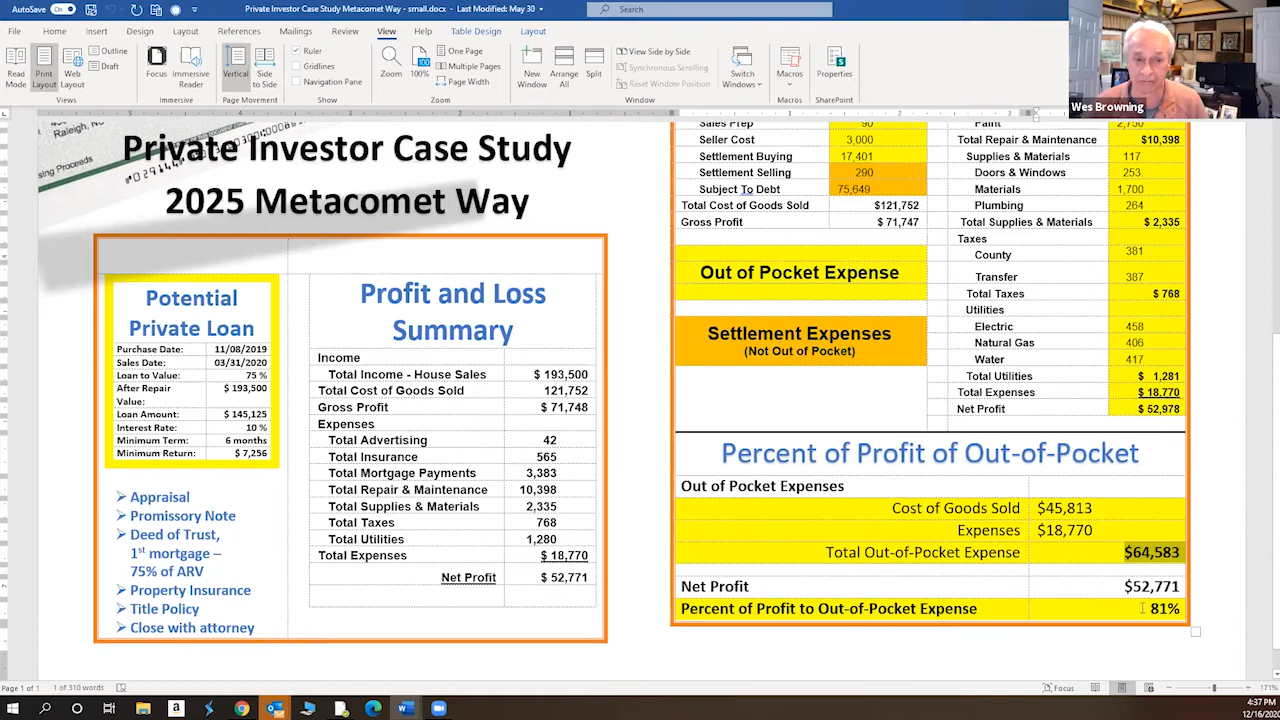 AutoSave On
Private Investor Case Study Metacomet Way - small.docx - Last Modified: May 30
Search
File Home Insert Design Layout References Mailings Review View Help Table Design Layout
Read Mode
Print Layout
Web Layout
Outline
Draft
Views
Focus
Immersive Reader
Immersive
Vertical
Side to Side
Page Movement
Ruler
Gridlines
Navigation Pane
Show
Zoom
100%
One Page
Multiple Pages
Page Width
Zoom
New Window
Arrange All
Split
View Side by Side
Synchronous Scrolling
Reset Window Position
Window
Switch Windows
Macros
Macros
Properties
SharePoint
Wes Browning
Raleigh, NC
Private Investor Case Study
2025 Metacomet Way
Potential
Private Loan
Purchase Date: 11/08/2019
Sales Date: 03/31/2020
Loan to Value: 75 %
After Repair Value: $ 193,500
Loan Amount: $ 145,125
Interest Rate: 10 %
Minimum Term: 6 months
Minimum Return: $ 7,256
Appraisal
Promissory Note
Deed of Trust,
1st mortgage –
75% of ARV
Property Insurance
Title Policy
Close with attorney
Profit and Loss
Summary
Income
Total Income - House Sales $ 193,500
Total Cost of Goods Sold 121,752
Gross Profit $ 71,748
Expenses
Total Advertising 42
Total Insurance 565
Total Mortgage Payments 3,383
Total Repair & Maintenance 10,398
Total Supplies & Materials 2,335
Total Taxes 768
Total Utilities 1,280
Total Expenses $ 18,770
Net Profit $ 52,771
Sales Prep 90
Seller Cost 3,000
Settlement Buying 17,401
Settlement Selling 290
Subject To Debt 75,649
Total Cost of Goods Sold $121,752
Gross Profit $ 71,747
Out of Pocket Expense
Settlement Expenses
(Not Out of Pocket)
Paint 2,750
Total Repair & Maintenance $10,398
Supplies & Materials 117
Doors & Windows 253
Materials 1,700
Plumbing 264
Total Supplies & Materials $ 2,335
Taxes
County 381
Transfer 387
Total Taxes $ 768
Utilities
Electric 458
Natural Gas 406
Water 417
Total Utilities $ 1,281
Total Expenses $ 18,770
Net Profit $ 52,978
Percent of Profit of Out-of-Pocket
Out of Pocket Expenses
Cost of Goods Sold $45,813
Expenses $18,770
Total Out-of-Pocket Expense $64,583
Net Profit $52,771
Percent of Profit to Out-of-Pocket Expense 81%
Page 1 of 1 1 of 310 words
Focus
171%
4:37 PM